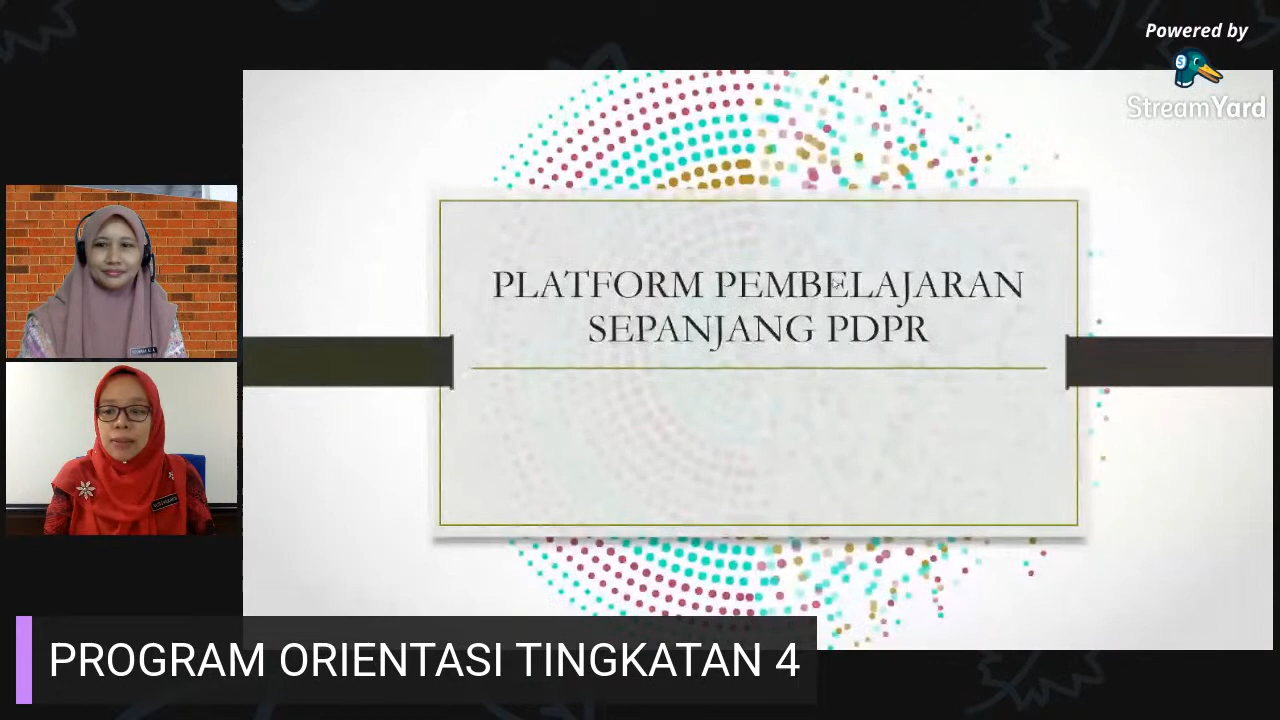 Powered by
StreamYard
PLATFORM PEMBELAJARAN
SEPANJANG PDPR
PROGRAM ORIENTASI TINGKATAN 4